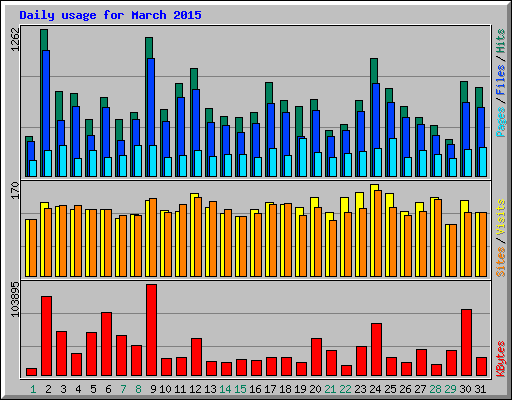 Daily usage for March 2015
1262
Pages / Files / Hits
170
Sites / Visits
103895
KBytes
1 2 3 4 5 6 7 8 9 10 11 12 13 14 15 16 17 18 19 20 21 22 23 24 25 26 27 28 29 30 31